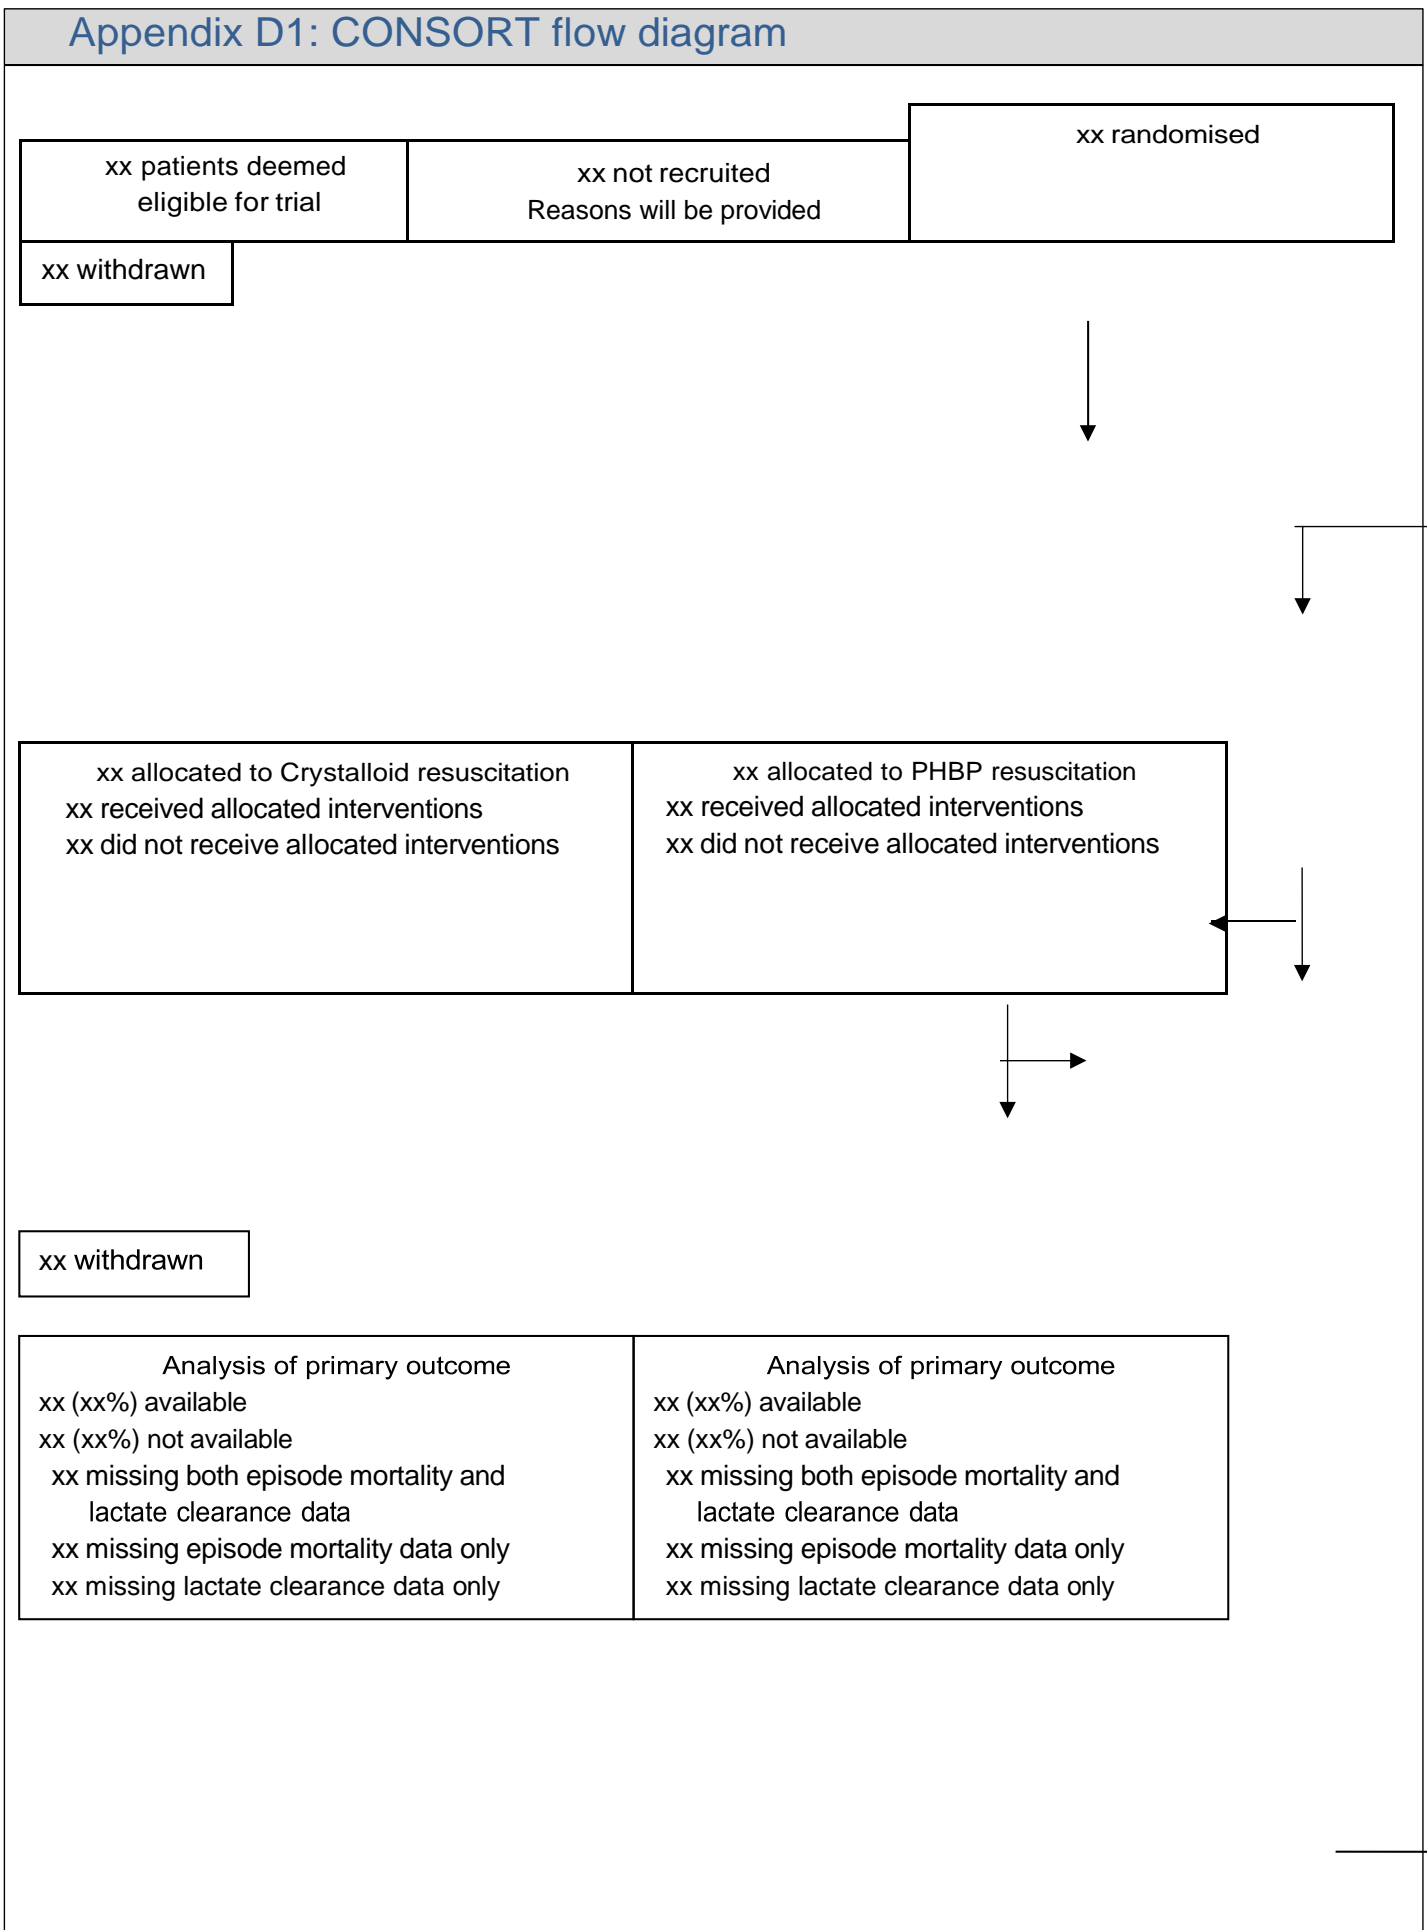 Appendix D1: CONSORT flow diagram
xx patients deemed
eligible for trial
xx not recruited
Reasons will be provided
xx randomised
xx withdrawn
xx allocated to Crystalloid resuscitation
xx received allocated interventions
xx did not receive allocated interventions
xx allocated to PHBP resuscitation
xx received allocated interventions
xx did not receive allocated interventions
xx withdrawn
Analysis of primary outcome
xx (xx%) available
xx (xx%) not available
xx missing both episode mortality and
lactate clearance data
xx missing episode mortality data only
xx missing lactate clearance data only
Analysis of primary outcome
xx (xx%) available
xx (xx%) not available
xx missing both episode mortality and
lactate clearance data
xx missing episode mortality data only
xx missing lactate clearance data only